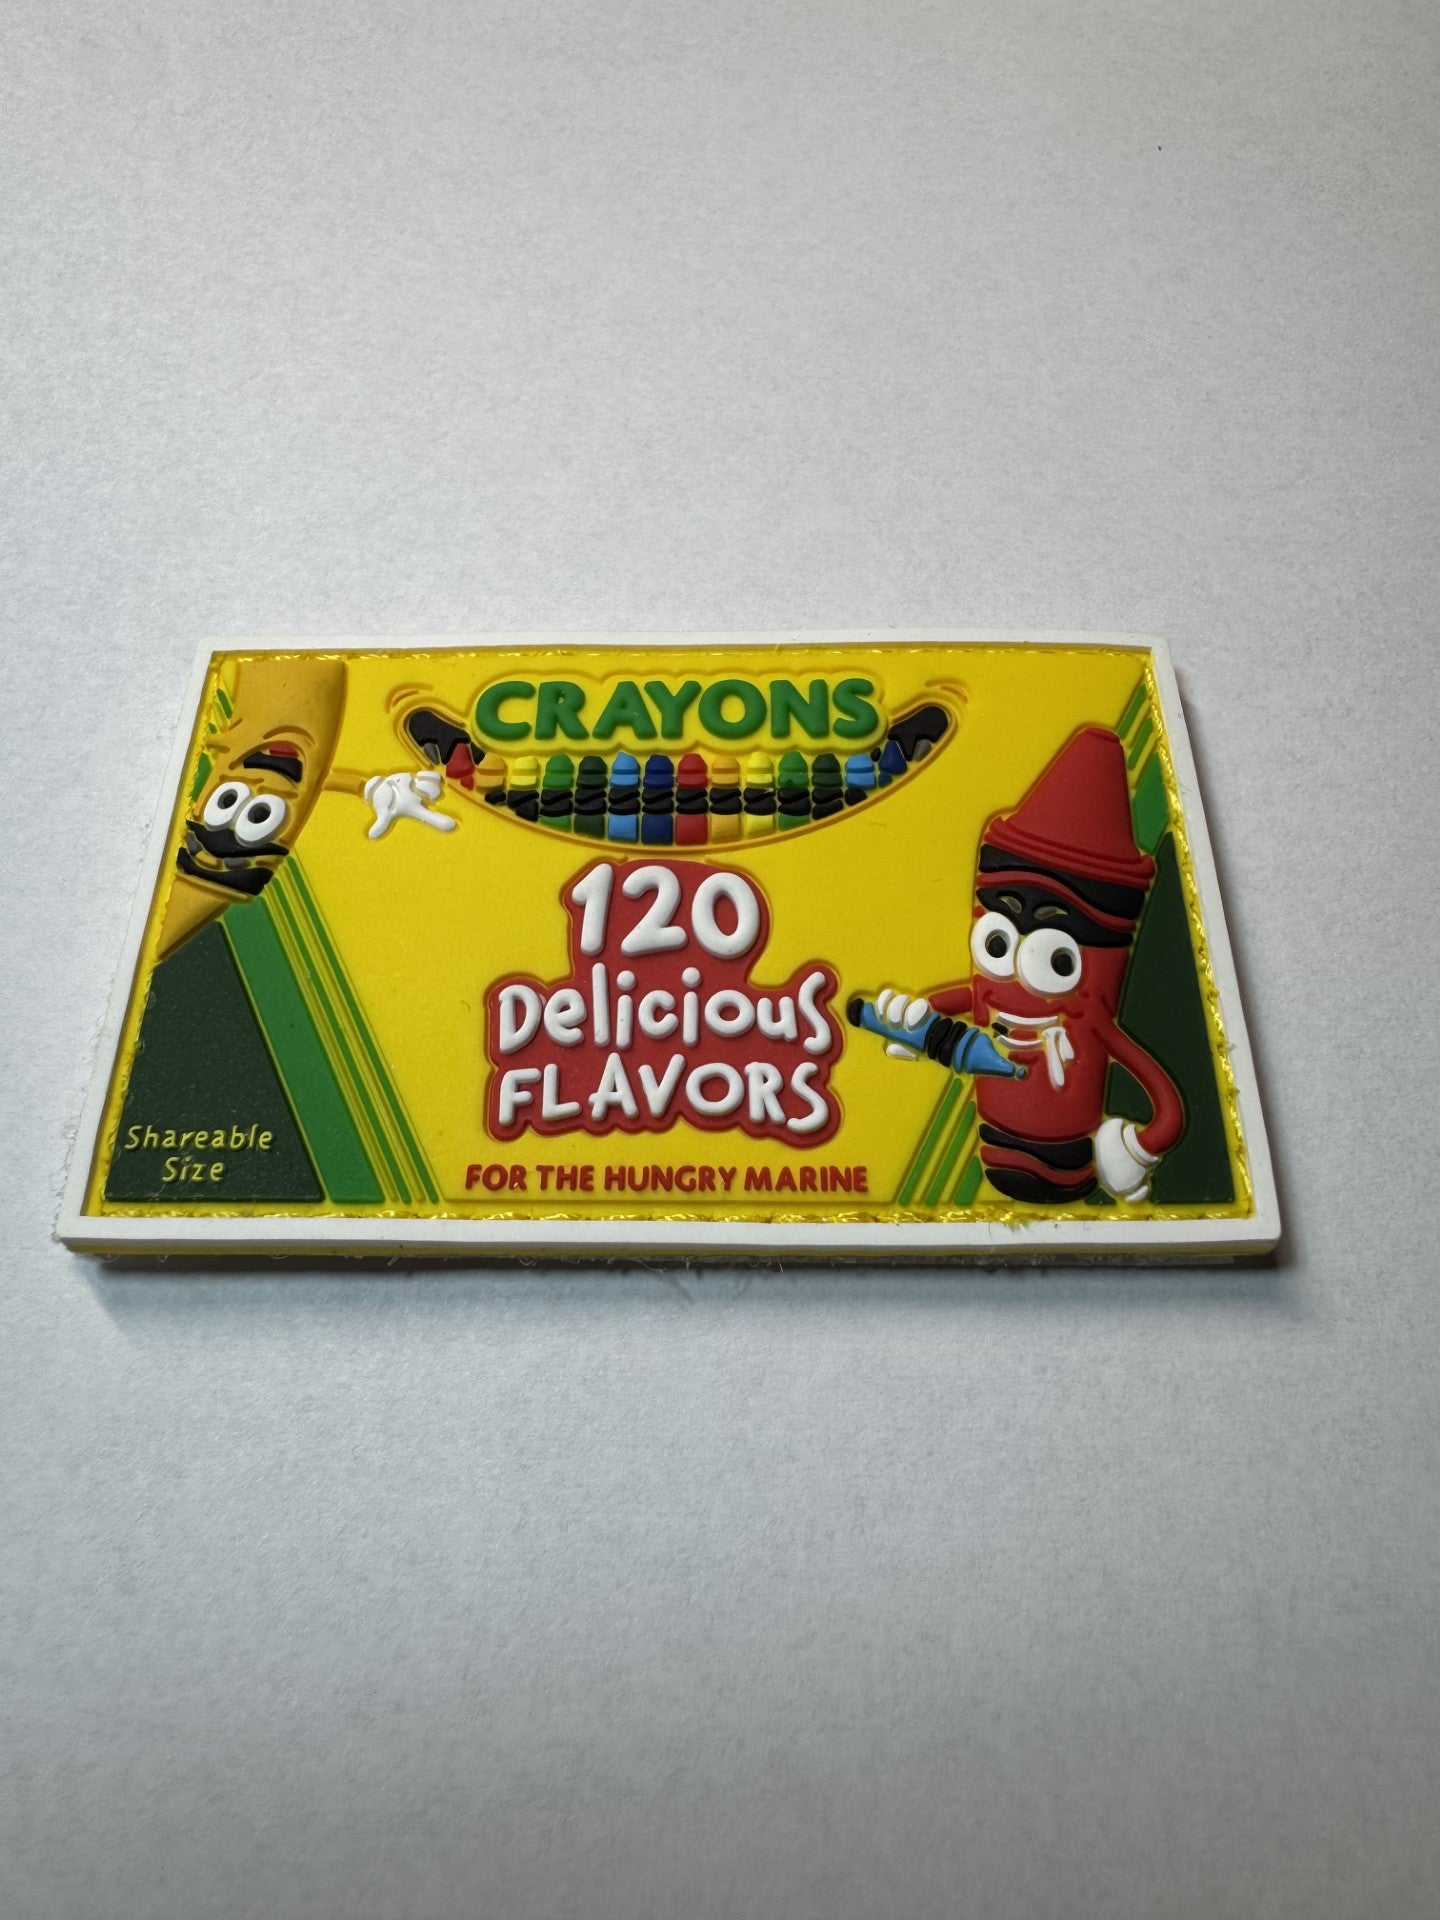 CRAYONS
120
Delicious
FLAVORS
FOR THE HUNGRY MARINE
Shareable
Size